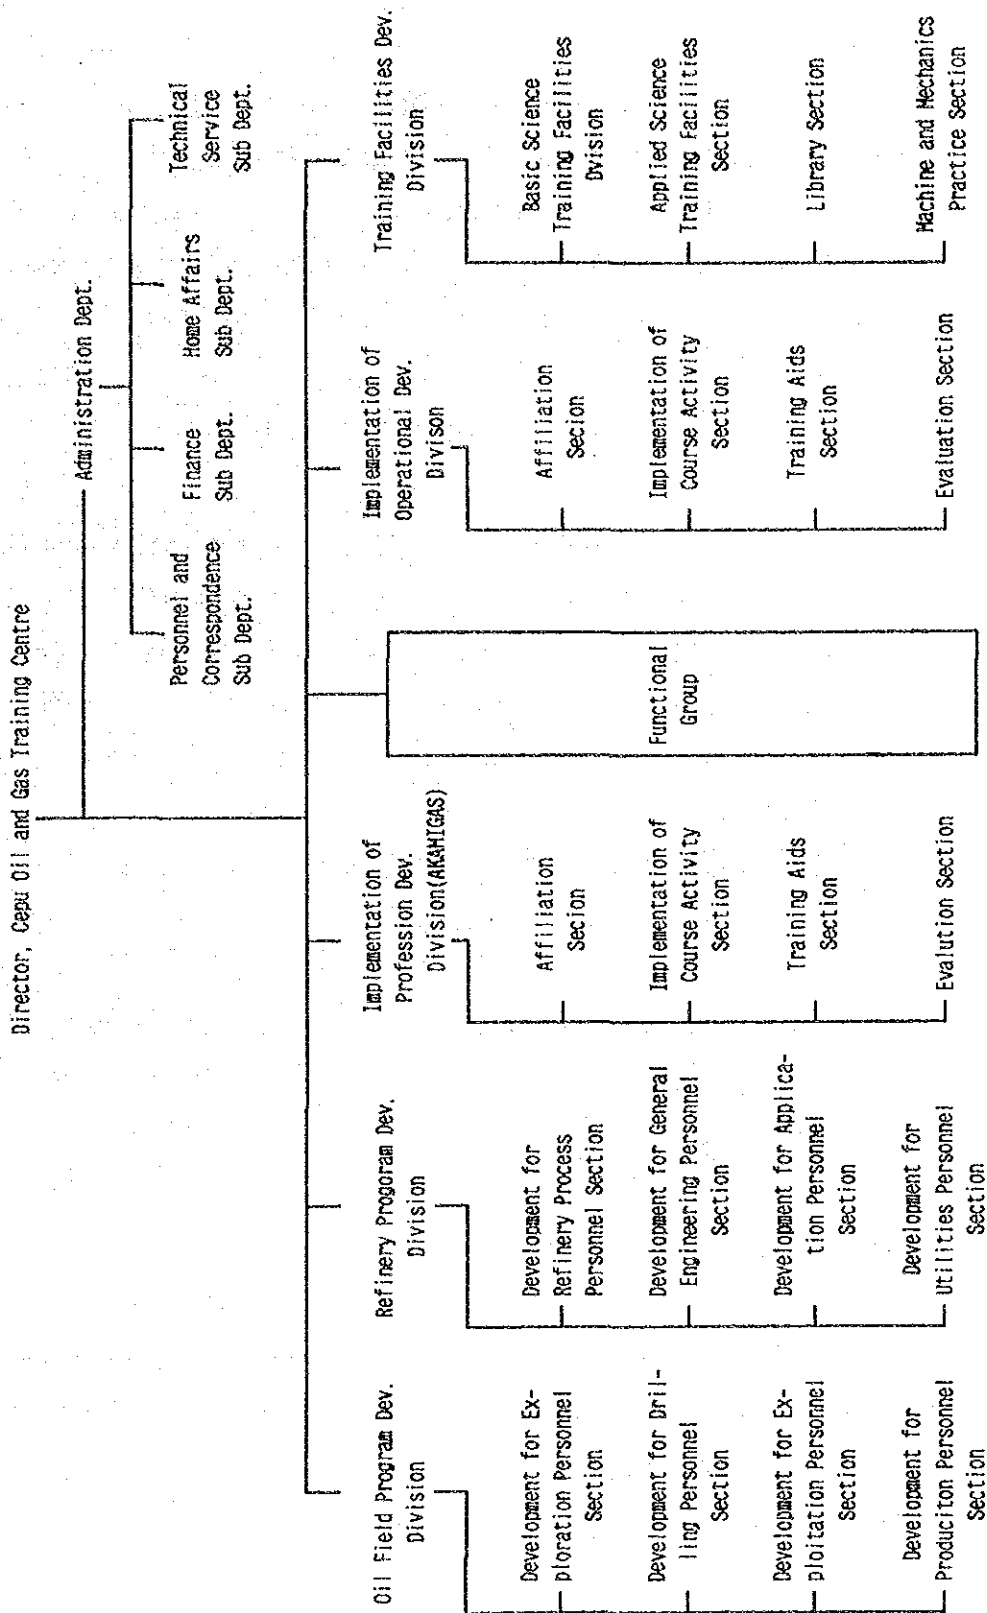 Director, Cepu Oil and Gas Training Centre
Administration Dept.
Personnel and
Correspondence
Sub Dept.
Finance
Sub Dept.
Home Affairs
Sub Dept.
Technical
Service
Sub Dept.
Oil Field Program Dev.
Division
Development for Ex-
ploration Personnel
Section
Development for Dril-
ling Personnel
Section
Development for Ex-
ploitation Personnel
Section
Development for
Produciton Personnel
Section
Refinery Progoram Dev.
Division
Development for
Refinery Process
Personnel Section
Development for General
Engineering Personnel
Section
Development for Applica-
tion Personnel
Section
Development for
Utilities Personnel
Section
Implementation of
Profession Dev.
Division(AKAMIGAS)
Affiliation
Secion
Implementation of
Course Activity
Section
Training Aids
Section
Evalution Section
Functional
Group
Implementation of
Operational Dev.
Divison
Affiliation
Secion
Implementation of
Course Activity
Section
Training Aids
Section
Evaluation Section
Training Facilities Dev.
Division
Basic Science
Training Facilities
Dvision
Applied Science
Training Facilities
Section
Library Section
Machine and Mechanics
Practice Section